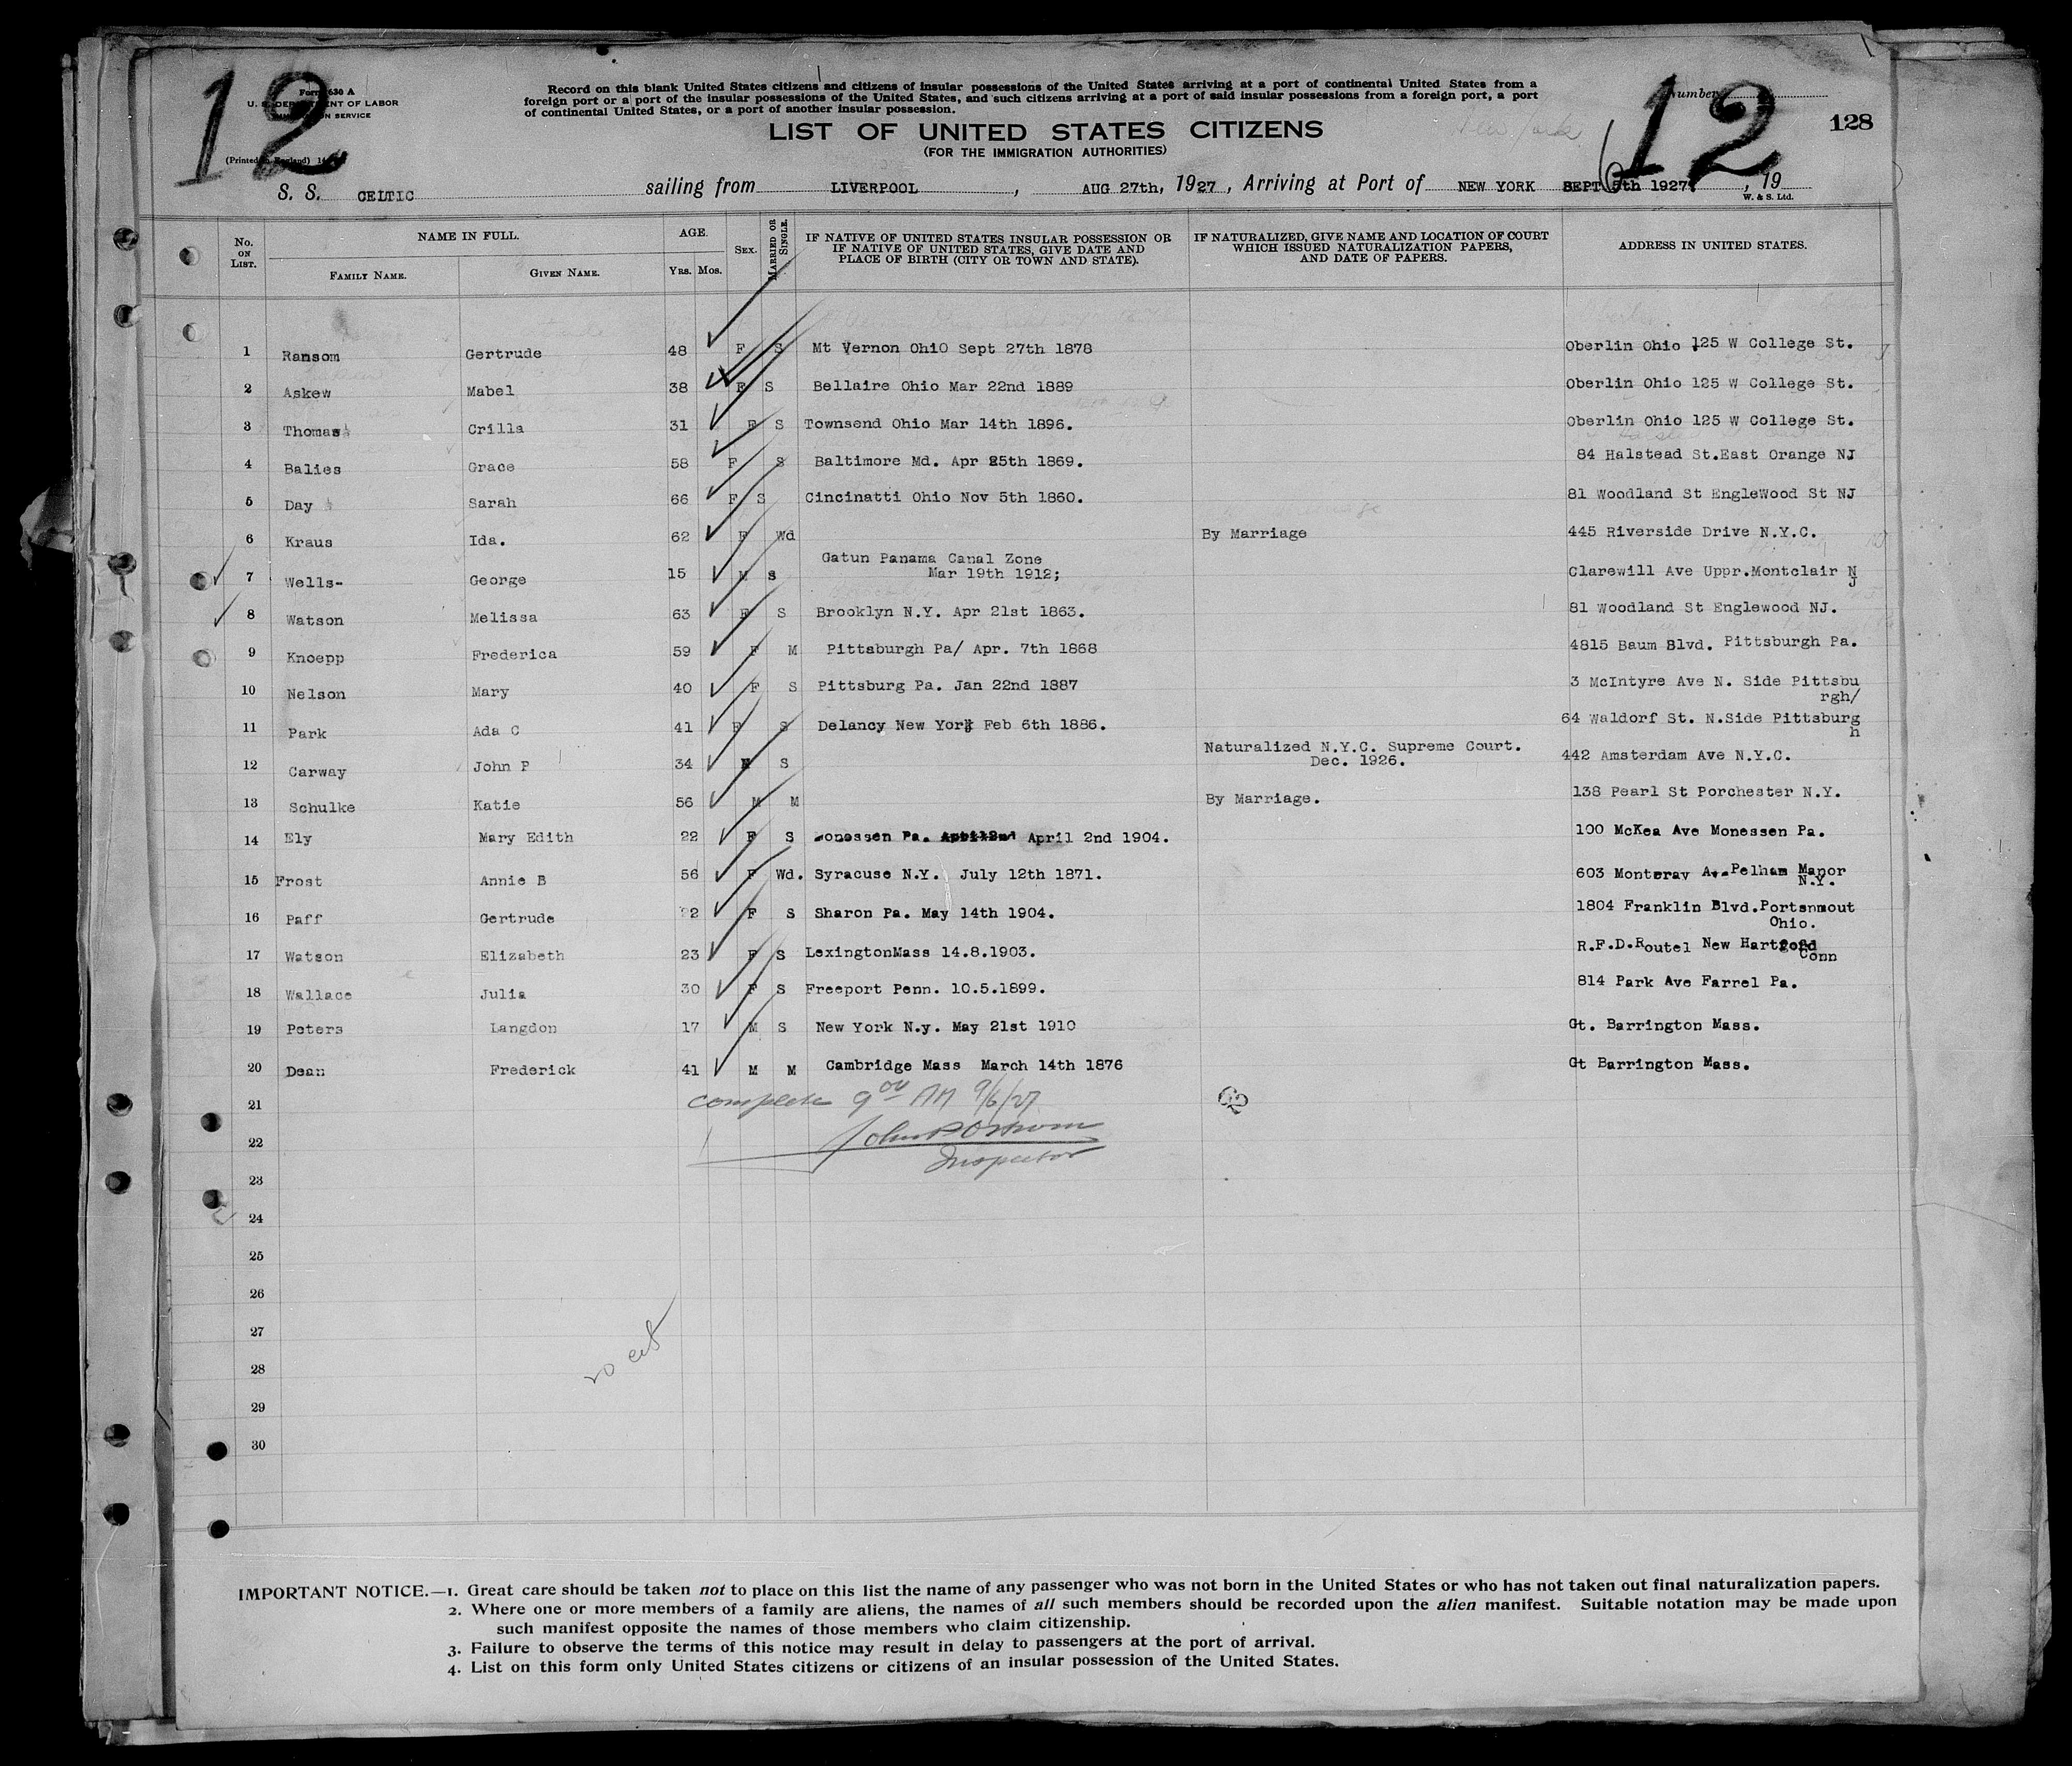 12
Form 630 A
U. S. DEPARTMENT OF LABOR
IMMIGRATION SERVICE
(Printed in England)
Record on this blank United States citizens and citizens of insular possessions of the United States arriving at a port of continental United States from a
foreign port or a port of the insular possessions of the United States, and such citizens arriving at a port of said insular possessions from a foreign port, a port
of continental United States, or a port of another insular possession.
LIST OF UNITED STATES CITIZENS
(FOR THE IMMIGRATION AUTHORITIES)
New York
Number
12
128
S. S. CELTIC sailing from LIVERPOOL , AUG 27th, 1927 , Arriving at Port of NEW YORK SEPT 6 5th 1927. , 19
W. & S. Ltd.
No. ON LIST. NAME IN FULL. FAMILY NAME. GIVEN NAME. AGE. YRS. MOS. SEX. MARRIED OR SINGLE. IF NATIVE OF UNITED STATES INSULAR POSSESSION OR IF NATIVE OF UNITED STATES, GIVE DATE AND PLACE OF BIRTH (CITY OR TOWN AND STATE). IF NATURALIZED, GIVE NAME AND LOCATION OF COURT WHICH ISSUED NATURALIZATION PAPERS, AND DATE OF PAPERS. ADDRESS IN UNITED STATES.
1 Ransom Gertrude 48 F S Mt Vernon OhiO Sept 27th 1878 Oberlin Ohio 125 W College St.
2 Askew Mabel 38 F S Bellaire Ohio Mar 22nd 1889 Oberlin Ohio 125 W College St.
3 Thomas Crilla 31 F S Townsend Ohio Mar 14th 1896. Oberlin Ohio 125 W College St.
4 Balies Grace 58 F S Baltimore Md. Apr 25th 1869. 84 Halstead St.East Orange NJ
5 Day Sarah 66 F S Cincinatti Ohio Nov 5th 1860. 81 Woodland St EngleWood St NJ
6 Kraus Ida. 62 F Wd By Marriage 445 Riverside Drive N.Y.C.
7 Wells- George 15 M S Gatun Panama Canal Zone Mar 19th 1912; Clarewill Ave Uppr.Montclair N J
8 Watson Melissa 63 F S Brooklyn N.Y. Apr 21st 1863. 81 Woodland St Englewood NJ.
9 Knoepp Frederica 59 F M Pittsburgh Pa/ Apr. 7th 1868 4815 Baum Blvd. Pittsburgh Pa.
10 Nelson Mary 40 F S Pittsburg Pa. Jan 22nd 1887 3 McIntyre Ave N. Side Pittsbu rgh/
11 Park Ada C 41 F S Delancy New York Feb 6th 1886. 64 Waldorf St. N.Side Pittsburg h
12 Carway John P 34 M S Naturalized N.Y.C. Supreme Court. Dec. 1926. 442 Amsterdam Ave N.Y.C.
13 Schulke Katie 56 M M By Marriage. 138 Pearl St Porchester N.Y.
14 Ely Mary Edith 22 F S Monessen Pa. April 2nd 1904. 100 McKea Ave Monessen Pa.
15 Frost Annie B 56 F Wd. Syracuse N.Y. July 12th 1871. 603 Monteray Av. Pelham Manor N.Y.
16 Paff Gertrude 22 F S Sharon Pa. May 14th 1904. 1804 Franklin Blvd.Portsnmout Ohio.
17 Watson Elizabeth 23 F S LexingtonMass 14.8.1903. R.F.D.Route1 New Hartford Conn
18 Wallace Julia 30 F S Freeport Penn. 10.5.1899. 814 Park Ave Farrel Pa.
19 Peters Langdon 17 M S New York N.y. May 21st 1910 Gt. Barrington Mass.
20 Dean Frederick 41 M M Cambridge Mass March 14th 1876 Gt Barrington Mass.
21 complete 9 00 AM 9/6/27
22 Inspector
23
24
25
26
27
28
29
30
20 cit
IMPORTANT NOTICE.—1. Great care should be taken not to place on this list the name of any passenger who was not born in the United States or who has not taken out final naturalization papers.
2. Where one or more members of a family are aliens, the names of all such members should be recorded upon the alien manifest. Suitable notation may be made upon
such manifest opposite the names of those members who claim citizenship.
3. Failure to observe the terms of this notice may result in delay to passengers at the port of arrival.
4. List on this form only United States citizens or citizens of an insular possession of the United States.